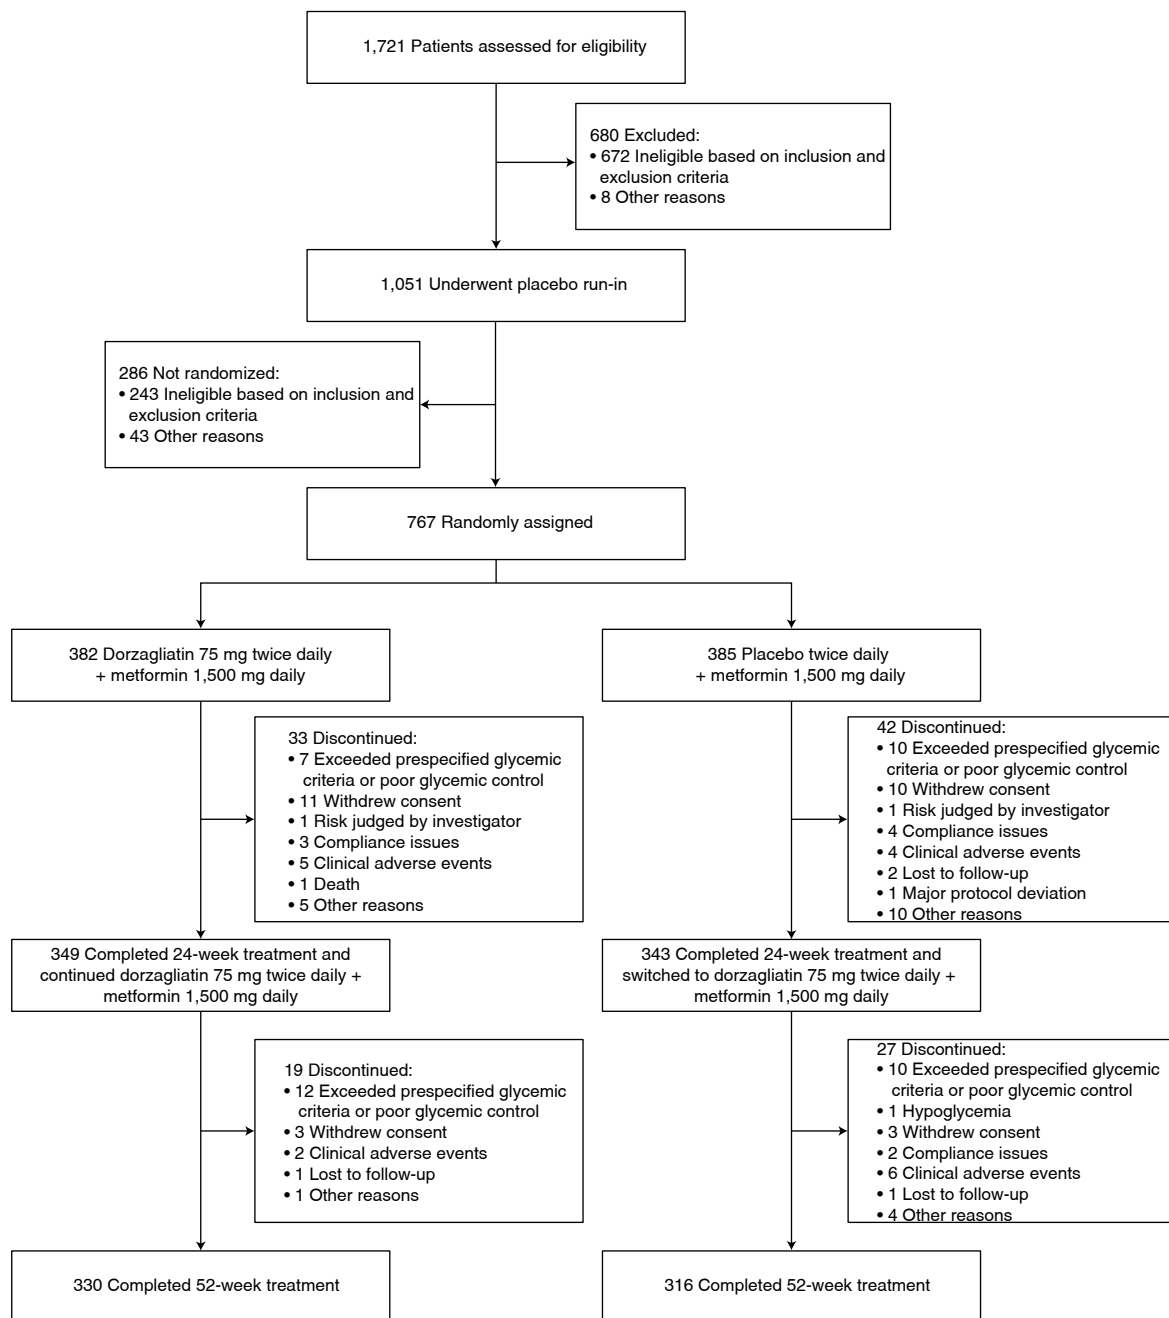 1,721 Patients assessed for eligibility
680 Excluded:
• 672 Ineligible based on inclusion and
exclusion criteria
• 8 Other reasons
1,051 Underwent placebo run-in
286 Not randomized:
• 243 Ineligible based on inclusion and
exclusion criteria
• 43 Other reasons
767 Randomly assigned
382 Dorzagliatin 75 mg twice daily
+ metformin 1,500 mg daily
385 Placebo twice daily
+ metformin 1,500 mg daily
33 Discontinued:
• 7 Exceeded prespecified glycemic
criteria or poor glycemic control
• 11 Withdrew consent
• 1 Risk judged by investigator
• 3 Compliance issues
• 5 Clinical adverse events
• 1 Death
• 5 Other reasons
42 Discontinued:
• 10 Exceeded prespecified glycemic
criteria or poor glycemic control
• 10 Withdrew consent
• 1 Risk judged by investigator
• 4 Compliance issues
• 4 Clinical adverse events
• 2 Lost to follow-up
• 1 Major protocol deviation
• 10 Other reasons
349 Completed 24-week treatment and
continued dorzagliatin 75 mg twice daily +
metformin 1,500 mg daily
343 Completed 24-week treatment and
switched to dorzagliatin 75 mg twice daily +
metformin 1,500 mg daily
19 Discontinued:
• 12 Exceeded prespecified glycemic
criteria or poor glycemic control
• 3 Withdrew consent
• 2 Clinical adverse events
• 1 Lost to follow-up
• 1 Other reasons
27 Discontinued:
• 10 Exceeded prespecified glycemic
criteria or poor glycemic control
• 1 Hypoglycemia
• 3 Withdrew consent
• 2 Compliance issues
• 6 Clinical adverse events
• 1 Lost to follow-up
• 4 Other reasons
330 Completed 52-week treatment
316 Completed 52-week treatment